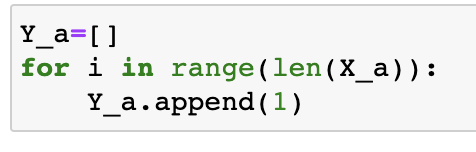 Y_a=[]
for i in range(len(X_a)):
    Y_a.append(1)